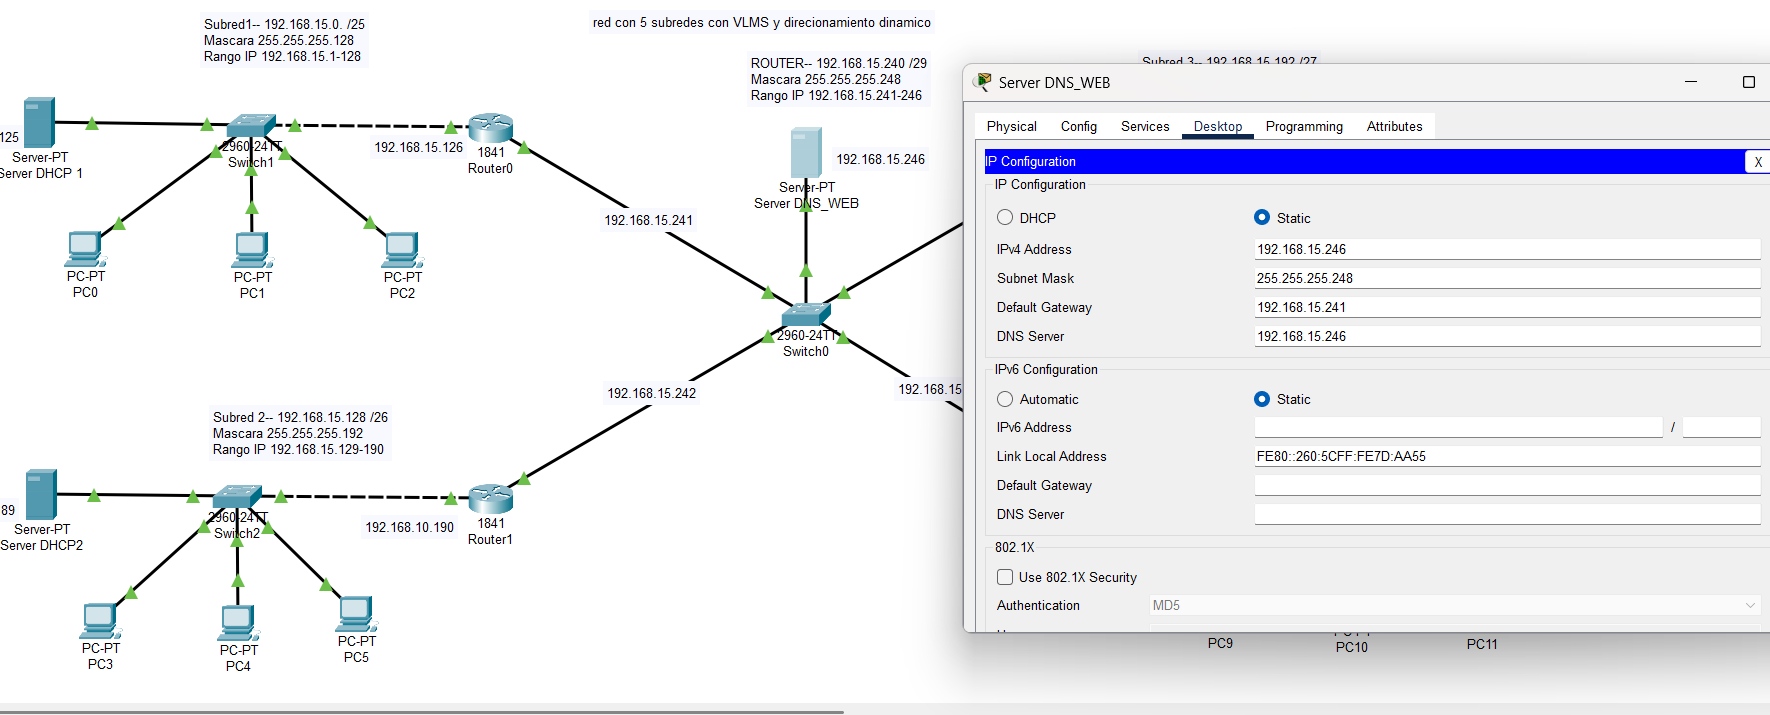 Subred1-- 192.168.15.0. /25
Mascara 255.255.255.128
Rango IP 192.168.15.1-128
red con 5 subredes con VLMS y direcionamiento dinamico
ROUTER-- 192.168.15.240 /29
Mascara 255.255.255.248
Rango IP 192.168.15.241-246
Subred 3-- 192.168.15.192 /27
125
Server-PT
Server DHCP 1
2960-24TT
Switch1
192.168.15.126
1841
Router0
192.168.15.246
Server-PT
Server DNS_WEB
PC-PT
PC0
PC-PT
PC1
PC-PT
PC2
192.168.15.241
2960-24TT
Switch0
192.168.15.242
192.168.15
Subred 2-- 192.168.15.128 /26
Mascara 255.255.255.192
Rango IP 192.168.15.129-190
89
Server-PT
Server DHCP2
2960-24TT
Switch2
192.168.10.190
1841
Router1
PC-PT
PC3
PC-PT
PC4
PC-PT
PC5
Server DNS_WEB
Physical Config Services Desktop Programming Attributes
IP Configuration
X
IP Configuration
DHCP Static
IPv4 Address 192.168.15.246
Subnet Mask 255.255.255.248
Default Gateway 192.168.15.241
DNS Server 192.168.15.246
IPv6 Configuration
Automatic Static
IPv6 Address /
Link Local Address FE80::260:5CFF:FE7D:AA55
Default Gateway
DNS Server
802.1X
Use 802.1X Security
Authentication MD5
PC9
PC10
PC11